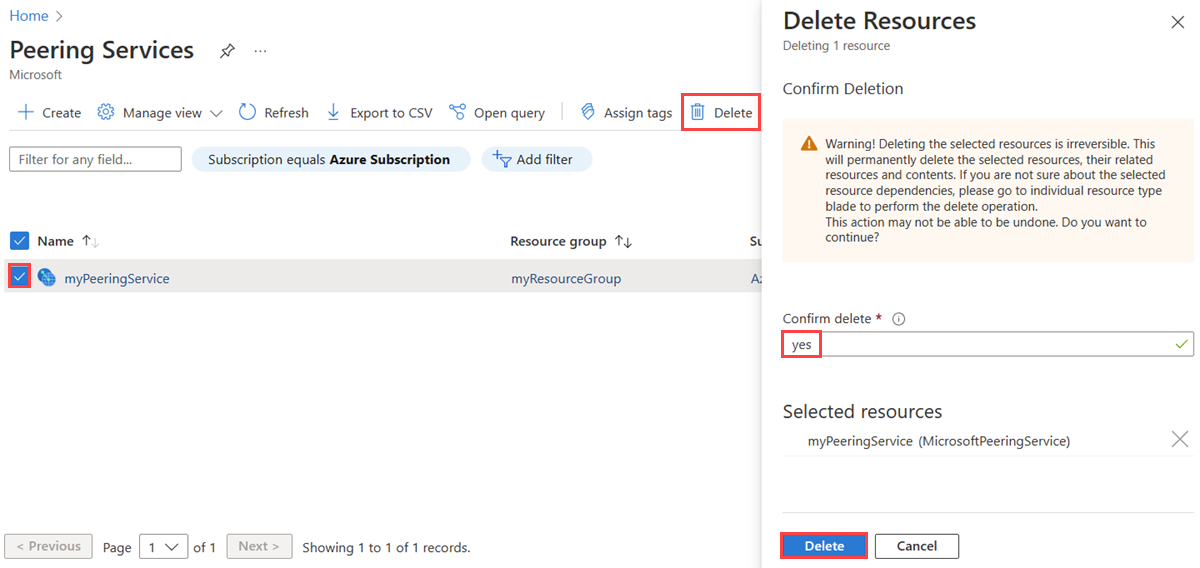 Home
Peering Services
Microsoft
Create Manage view Refresh Export to CSV Open query Assign tags Delete
Filter for any field... Subscription equals Azure Subscription Add filter
Name Resource group Su
myPeeringService myResourceGroup Az
< Previous Page 1 of 1 Next > Showing 1 to 1 of 1 records.
Delete Resources
Deleting 1 resource
Confirm Deletion
Warning! Deleting the selected resources is irreversible. This
will permanently delete the selected resources, their related
resources and contents. If you are not sure about the selected
resource dependencies, please go to individual resource type
blade to perform the delete operation.
This action may not be able to be undone. Do you want to
continue?
Confirm delete *
yes
Selected resources
myPeeringService (MicrosoftPeeringService)
Delete Cancel